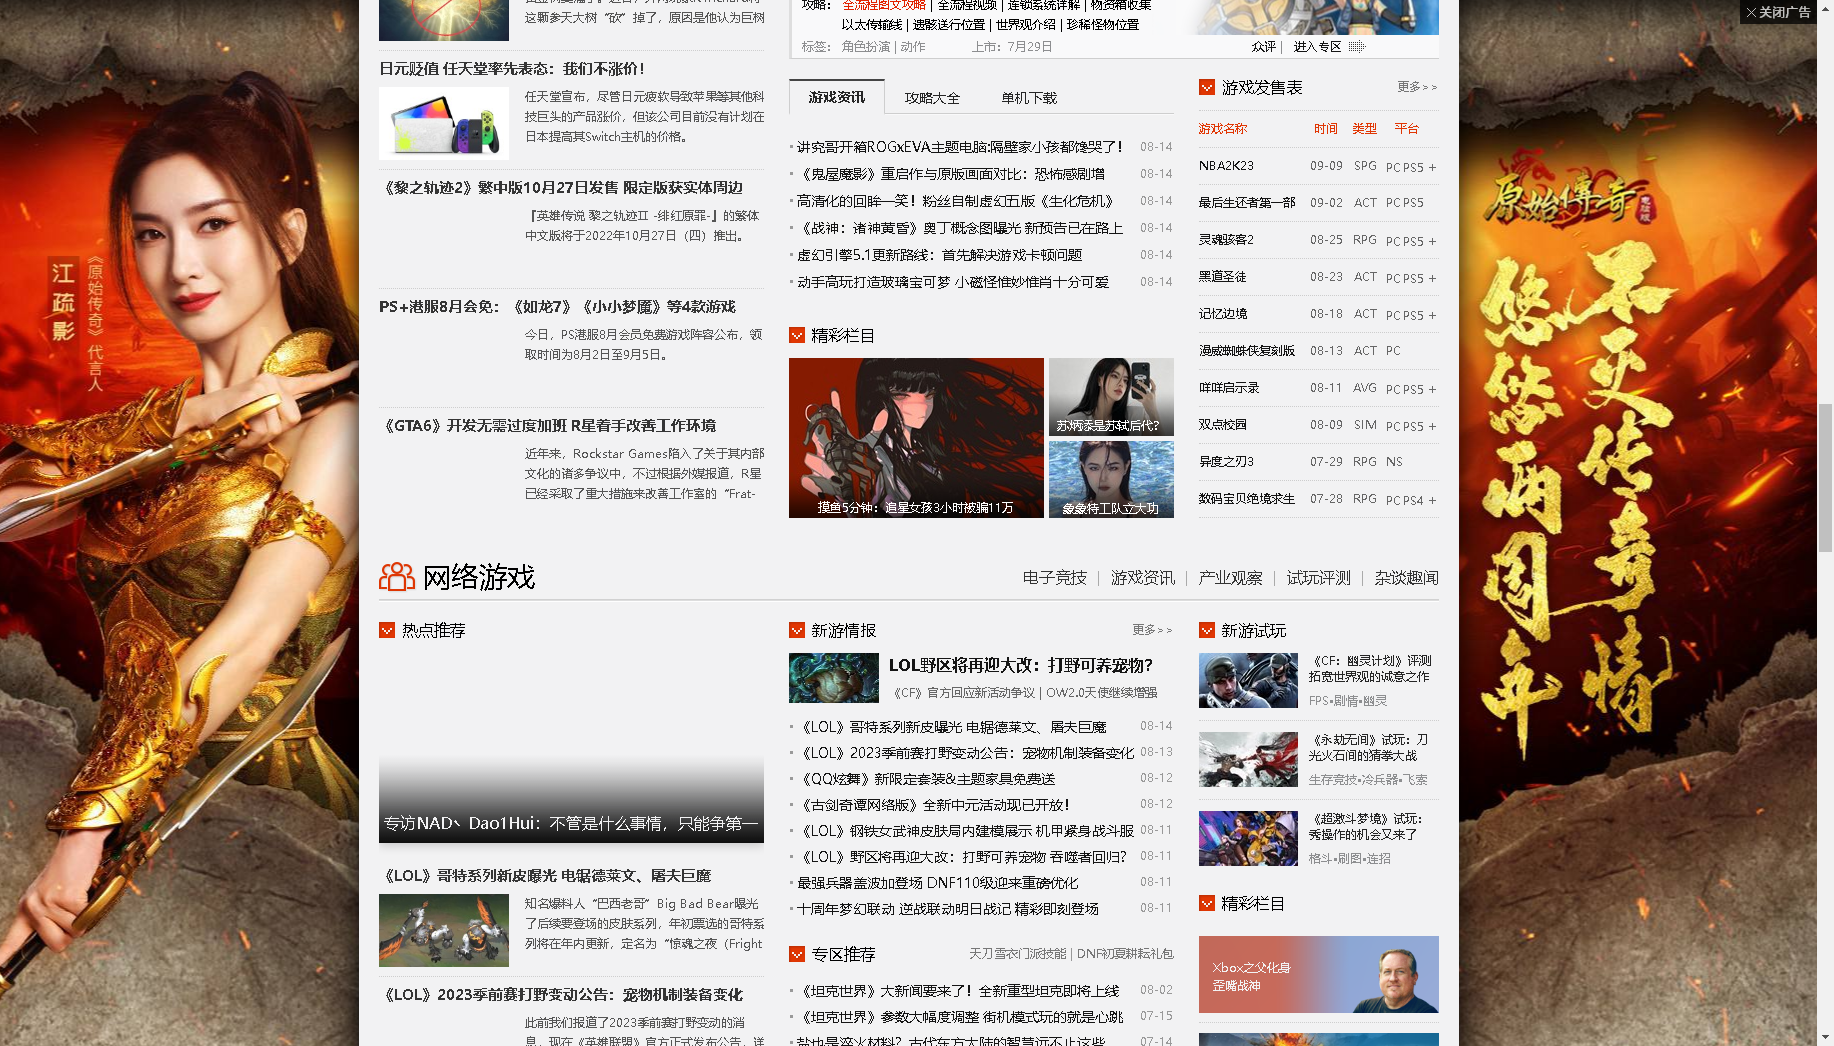 这颗参天大树“砍”掉了，原因是他认为巨树
日元贬值 任天堂率先表态：我们不涨价！
任天堂宣布，尽管日元疲软导致苹果等其他科
技巨头的产品涨价，但该公司目前没有计划在
日本提高其Switch主机的价格。
《黎之轨迹2》繁中版10月27日发售 限定版获实体周边
『英雄传说 黎之轨迹Ⅱ -绯红原罪-』的繁体
中文版将于2022年10月27日（四）推出。
PS+港服8月会免：《如龙7》《小小梦魇》等4款游戏
今日，PS港服8月会员免费游戏阵容公布，领
取时间为8月2日至9月5日。
《GTA6》开发无需过度加班 R星着手改善工作环境
近年来，Rockstar Games陷入了关于其内部
文化的诸多争议中，不过根据外媒报道，R星
已经采取了重大措施来改善工作室的“Frat-
攻略： 全流程图文攻略 | 全流程视频 | 连锁系统详解 | 物资箱收集
以太传输线 | 遗骸送行位置 | 世界观介绍 | 珍稀怪物位置
标签： 角色扮演 | 动作 上市：7月29日
众评 | 进入专区
游戏资讯 攻略大全 单机下载
讲究哥开箱ROGxEVA主题电脑:隔壁家小孩都馋哭了！ 08-14
《鬼屋魔影》重启作与原版画面对比：恐怖感剧增 08-14
高清化的回眸一笑！粉丝自制虚幻五版《生化危机》 08-14
《战神：诸神黄昏》奥丁概念图曝光 新预告已在路上 08-14
虚幻引擎5.1更新路线：首先解决游戏卡顿问题 08-14
动手高玩打造玻璃宝可梦 小磁怪惟妙惟肖十分可爱 08-14
精彩栏目
摸鱼5分钟：追星女孩3小时被骗11万
苏炳添是苏轼后代?
象象特工队立大功
游戏发售表 更多>>
游戏名称 时间 类型 平台
NBA2K23 09-09 SPG PC PS5 +
最后生还者第一部 09-02 ACT PC PS5
灵魂骇客2 08-25 RPG PC PS5 +
黑道圣徒 08-23 ACT PC PS5 +
记忆边境 08-18 ACT PC PS5 +
漫威蜘蛛侠复刻版 08-13 ACT PC
咩咩启示录 08-11 AVG PC PS5 +
双点校园 08-09 SIM PC PS5 +
异度之刃3 07-29 RPG NS
数码宝贝绝境求生 07-28 RPG PC PS4 +
网络游戏
电子竞技 | 游戏资讯 | 产业观察 | 试玩评测 | 杂谈趣闻
热点推荐
专访NAD丶Dao1Hui：不管是什么事情，只能争第一
《LOL》哥特系列新皮曝光 电锯德莱文、屠夫巨魔
知名爆料人“巴西老哥”Big Bad Bear曝光
了后续要登场的皮肤系列，年初票选的哥特系
列将在年内更新，定名为“惊魂之夜（Fright
《LOL》2023季前赛打野变动公告：宠物机制装备变化
此前我们报道了2023季前赛打野变动的消
息，现在《英雄联盟》官方正式发布公告，详
新游情报 更多>>
LOL野区将再迎大改：打野可养宠物?
《CF》官方回应新活动争议 | OW2.0天使继续增强
《LOL》哥特系列新皮曝光 电锯德莱文、屠夫巨魔 08-14
《LOL》2023季前赛打野变动公告：宠物机制装备变化 08-13
《QQ炫舞》新限定套装&主题家具免费送 08-12
《古剑奇谭网络版》全新中元活动现已开放！ 08-12
《LOL》钢铁女武神皮肤局内建模展示 机甲紧身战斗服 08-11
《LOL》野区将再迎大改：打野可养宠物 吞噬者回归? 08-11
最强兵器盖波加登场 DNF110级迎来重磅优化 08-11
十周年梦幻联动 逆战联动明日战记 精彩即刻登场 08-11
专区推荐 天刀雪衣门派技能 | DNF初夏耕耘礼包
《坦克世界》大新闻要来了！全新重型坦克即将上线 08-02
《坦克世界》参数大幅度调整 街机模式玩的就是心跳 07-15
盐也是淬火材料？古代东方大陆的智慧远不止这些 07-14
新游试玩
《CF：幽灵计划》评测
拓宽世界观的诚意之作
FPS•剧情•幽灵
《永劫无间》试玩：刀
光火石间的猜拳大战
生存竞技•冷兵器•飞索
《超激斗梦境》试玩：
秀操作的机会又来了
格斗•刷图•连招
精彩栏目
Xbox之父化身
歪嘴战神
江疏影
《原始传奇》代言人
关闭广告
原始傳奇
电脑版
不史传奇情
悠悠两周年